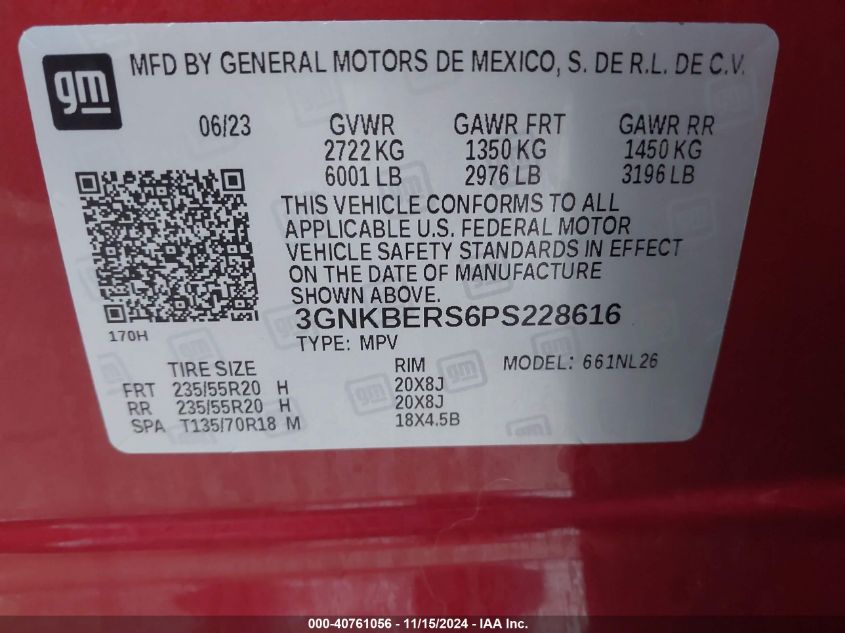 gm
MFD BY GENERAL MOTORS DE MEXICO, S. DE R.L. DE C.V.
06/23 GVWR GAWR FRT GAWR RR
2722 KG 1350 KG 1450 KG
6001 LB 2976 LB 3196 LB
THIS VEHICLE CONFORMS TO ALL
APPLICABLE U.S. FEDERAL MOTOR
VEHICLE SAFETY STANDARDS IN EFFECT
ON THE DATE OF MANUFACTURE
SHOWN ABOVE.
3GNKBERS6PS228616
170H
TYPE: MPV
MODEL: 661NL26
TIRE SIZE RIM
FRT 235/55R20 H 20X8J
RR 235/55R20 H 20X8J
SPA T135/70R18 M 18X4.5B
000-40761056 - 11/15/2024 - IAA Inc.